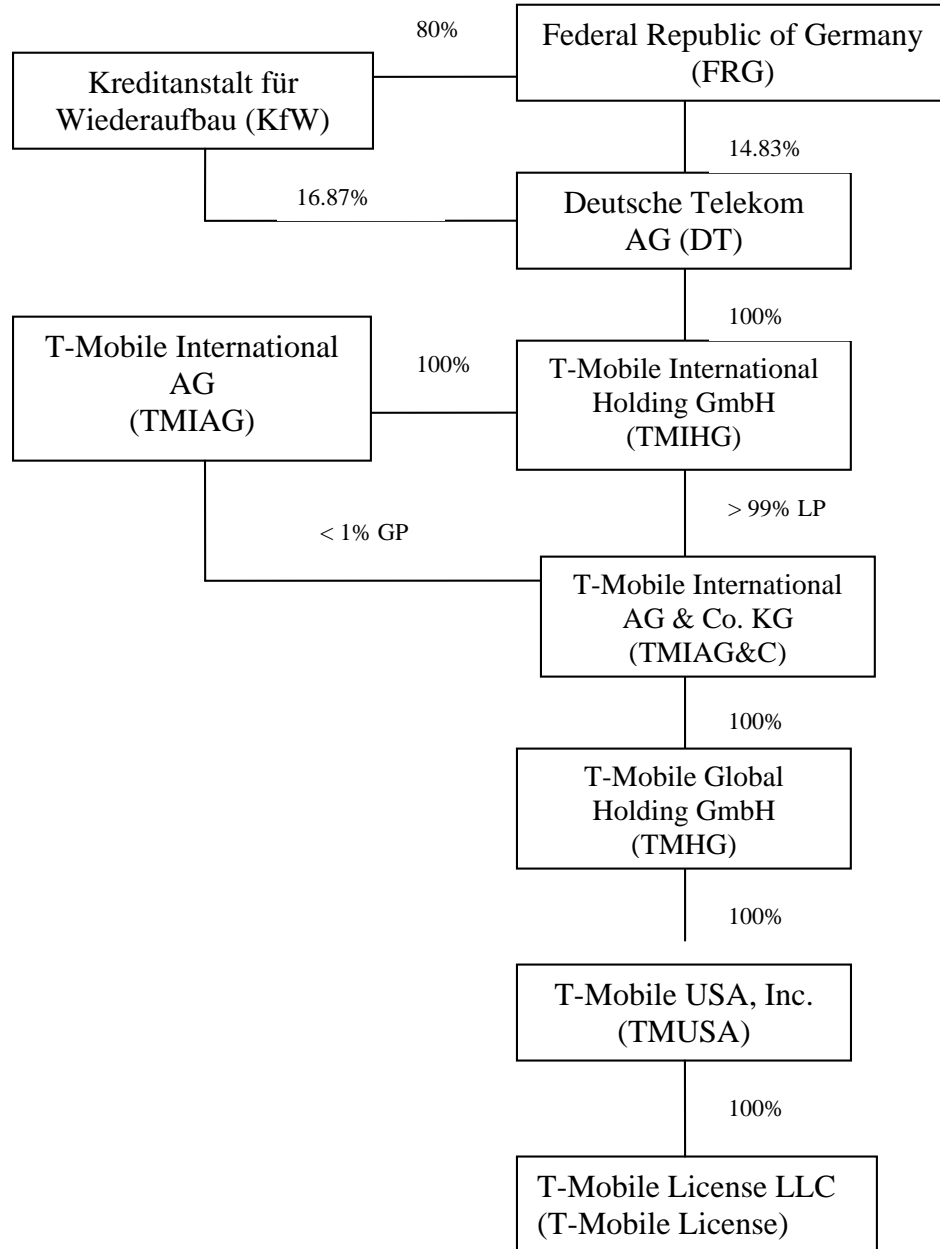 80%
Federal Republic of Germany
(FRG)
Kreditanstalt für
Wiederaufbau (KfW)
14.83%
16.87%
Deutsche Telekom
AG (DT)
100%
T-Mobile International
AG
(TMIAG)
100%
T-Mobile International
Holding GmbH
(TMIHG)
> 99% LP
< 1% GP
T-Mobile International
AG & Co. KG
(TMIAG&C)
100%
T-Mobile Global
Holding GmbH
(TMHG)
100%
T-Mobile USA, Inc.
(TMUSA)
100%
T-Mobile License LLC
(T-Mobile License)